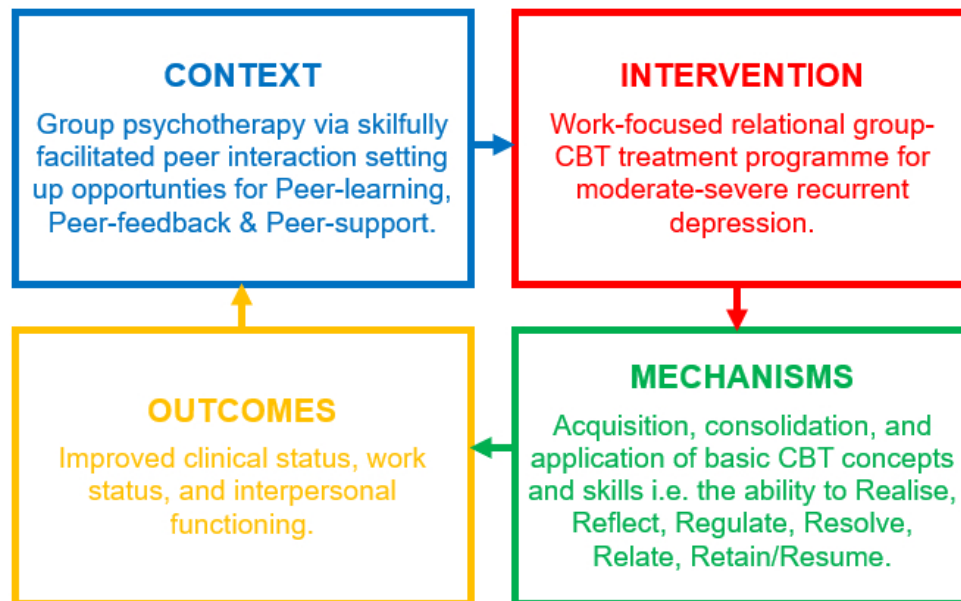 CONTEXT
Group psychotherapy via skilfully
facilitated peer interaction setting
up opportunties for Peer-learning,
Peer-feedback & Peer-support.
INTERVENTION
Work-focused relational group-
CBT treatment programme for
moderate-severe recurrent
depression.
OUTCOMES
Improved clinical status, work
status, and interpersonal
functioning.
MECHANISMS
Acquisition, consolidation, and
application of basic CBT concepts
and skills i.e. the ability to Realise,
Reflect, Regulate, Resolve,
Relate, Retain/Resume.